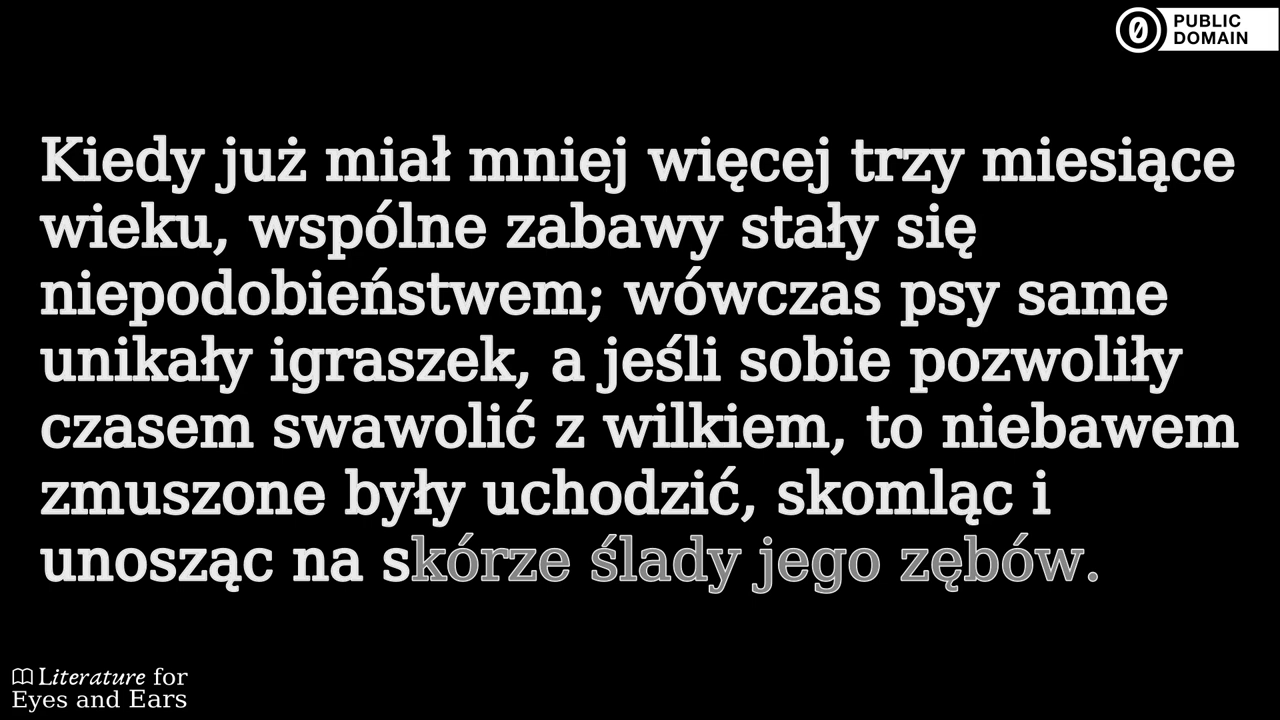 0 PUBLIC
DOMAIN
Kiedy już miał mniej więcej trzy miesiące
wieku, wspólne zabawy stały się
niepodobieństwem; wówczas psy same
unikały igraszek, a jeśli sobie pozwoliły
czasem swawolić z wilkiem, to niebawem
zmuszone były uchodzić, skomląc i
unosząc na skórze ślady jego zębów.
Literature for
Eyes and Ears